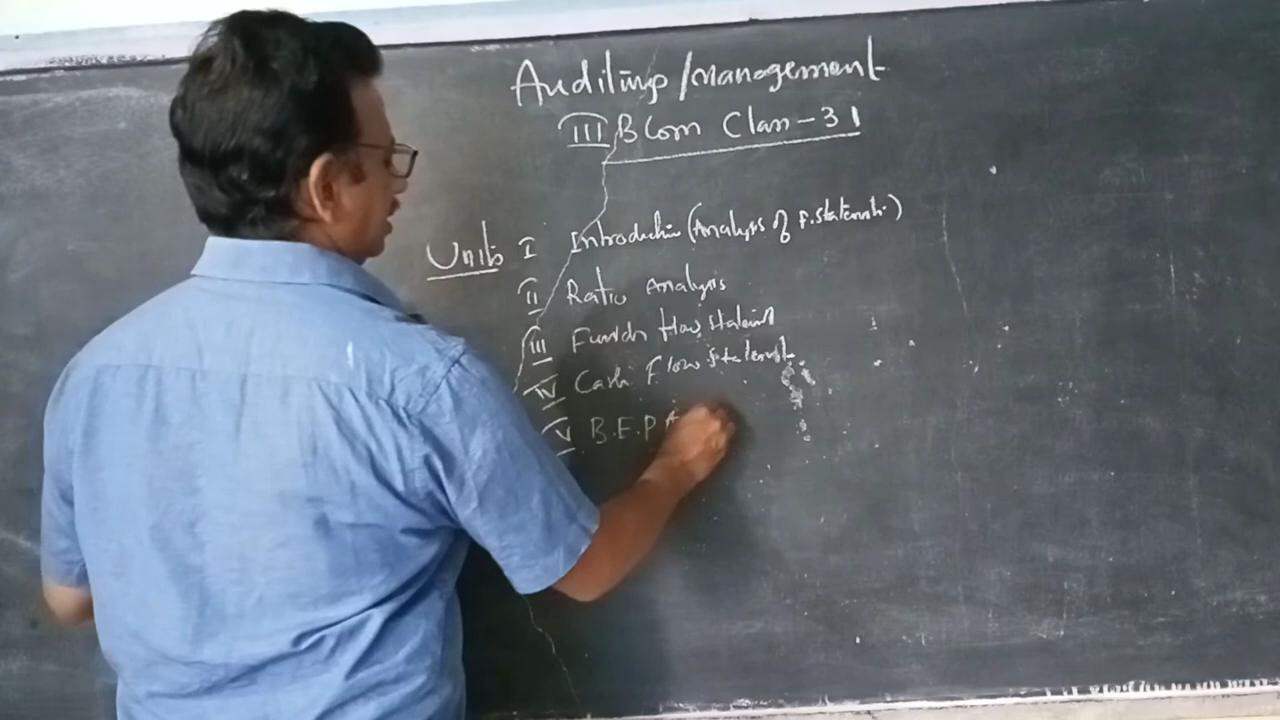 Auditing/Management
III BCom Class-31
Units I Introduction (Analysis of F. Statements.)
II Ratio Analysis
III Funds Flow Statement
IV Cash Flow Statement
V B.E.P A